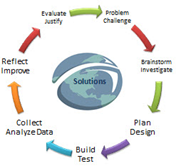 Evaluate
Justify
Problem
Challenge
Brainstorm
Investigate
Plan
Design
Build
Test
Collect
Analyze Data
Reflect
Improve
Solutions